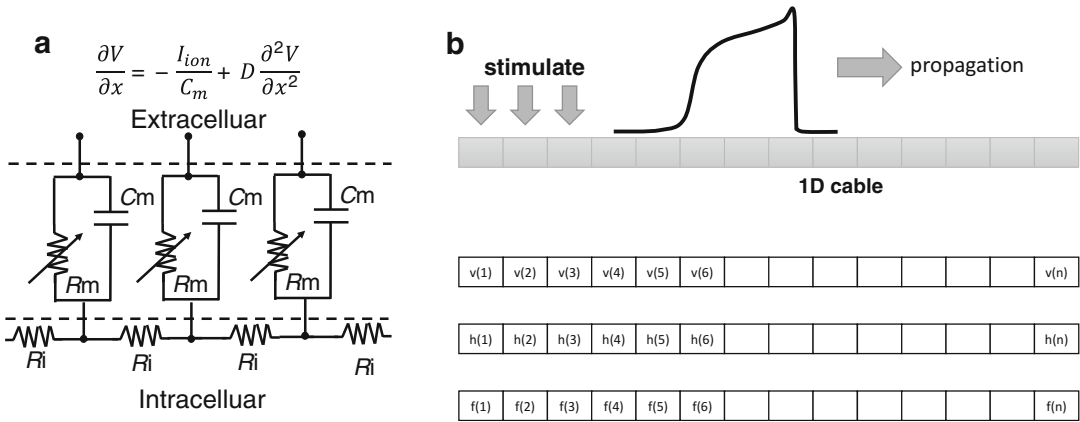 a
∂V/∂x = − I_ion/C_m + D ∂²V/∂x²
Extracelluar
Cm Cm Cm
Rm Rm Rm
Ri Ri Ri Ri
Intracelluar
b
stimulate
propagation
1D cable
v(1) v(2) v(3) v(4) v(5) v(6) v(n)
h(1) h(2) h(3) h(4) h(5) h(6) h(n)
f(1) f(2) f(3) f(4) f(5) f(6) f(n)